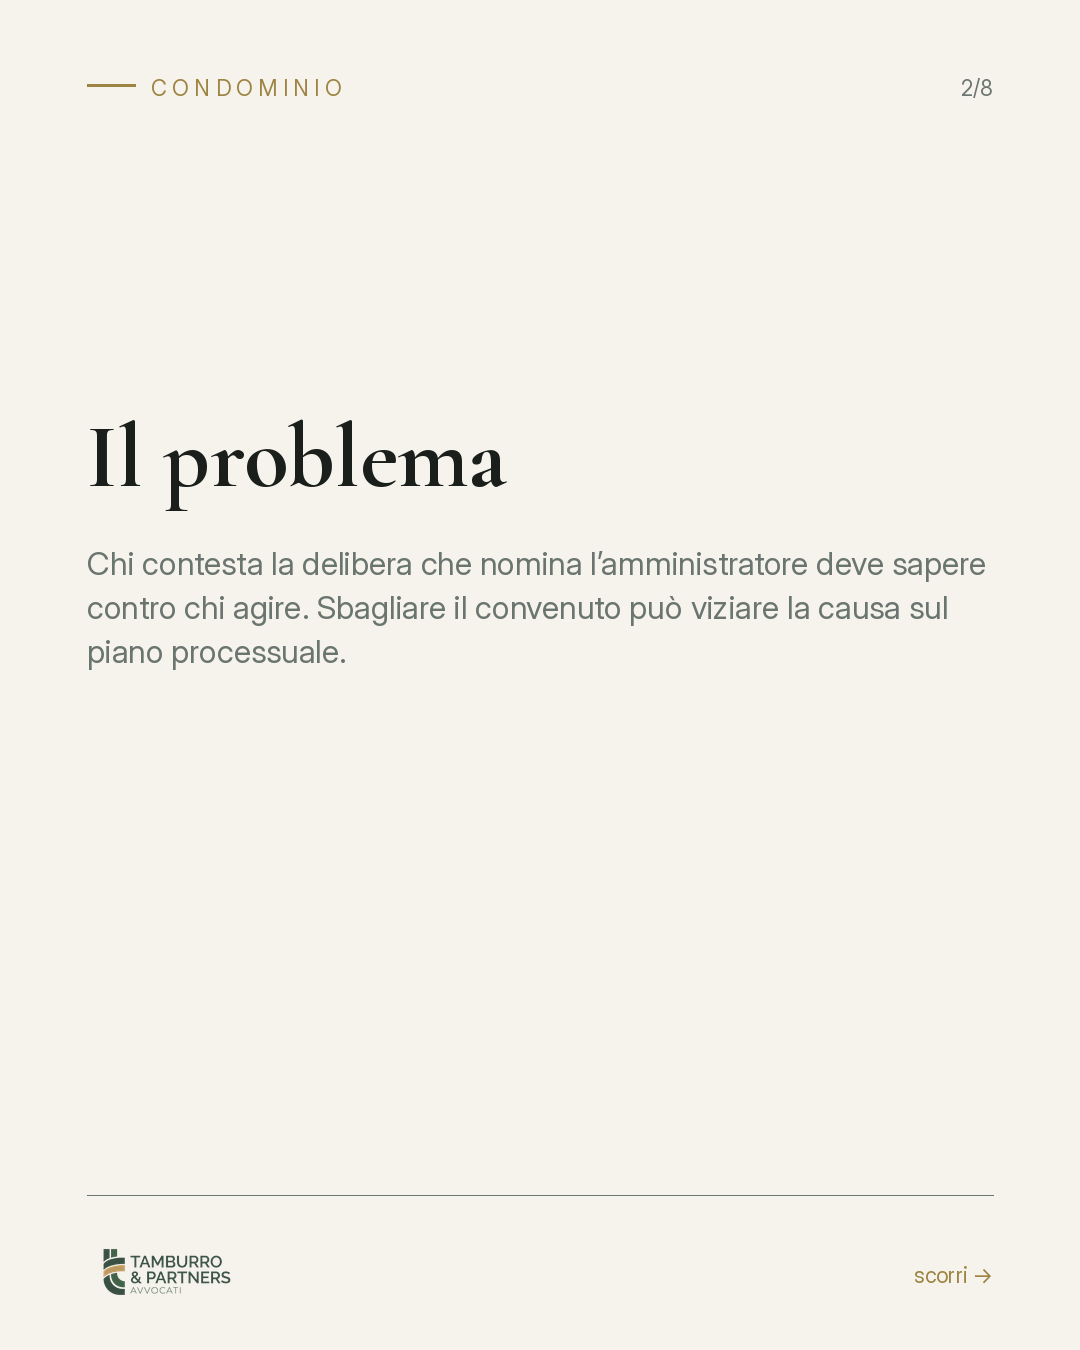 CONDOMINIO
2/8
Il problema
Chi contesta la delibera che nomina l’amministratore deve sapere
contro chi agire. Sbagliare il convenuto può viziare la causa sul
piano processuale.
TAMBURRO
& PARTNERS
AVVOCATI
scorri →